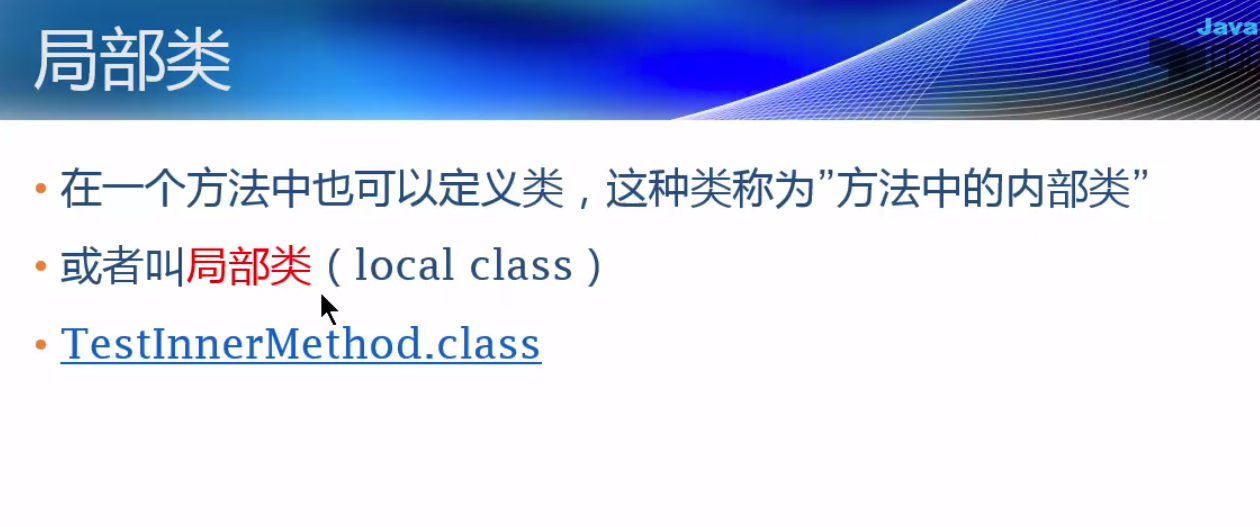 局部类
Java
• 在一个方法中也可以定义类，这种类称为”方法中的内部类”
• 或者叫局部类（local class）
• TestInnerMethod.class